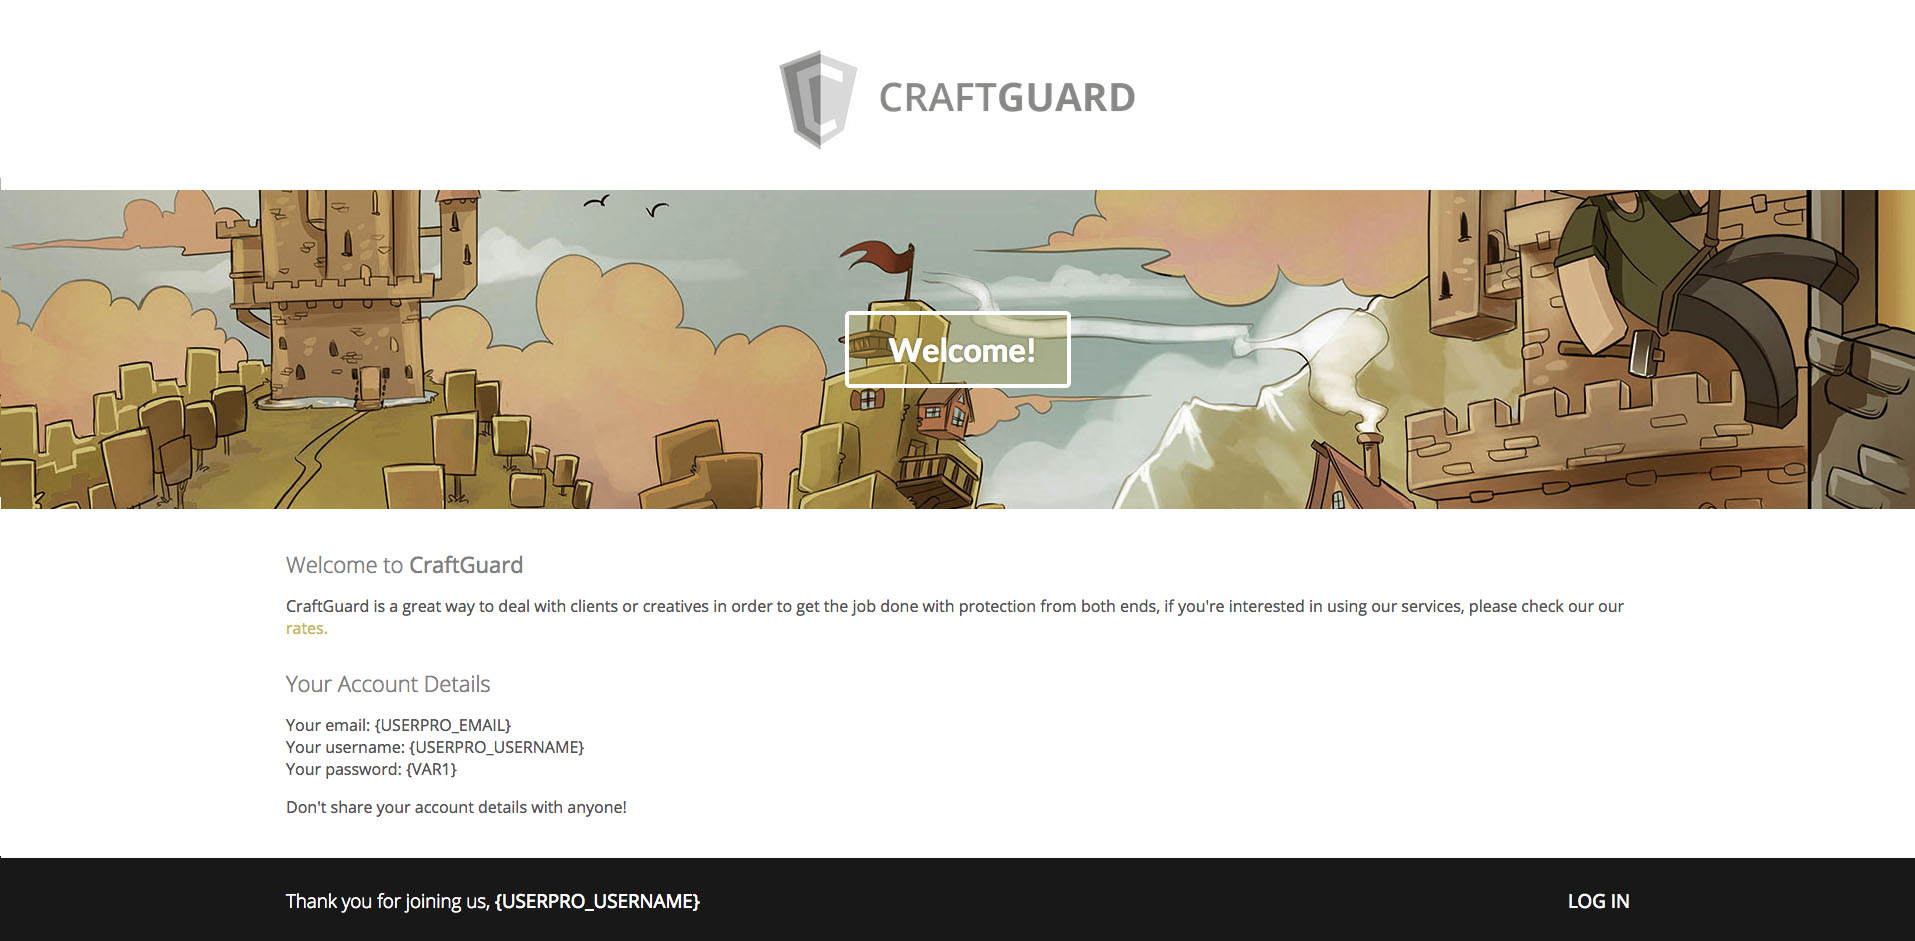 CRAFTGUARD
Welcome!
Welcome to CraftGuard
CraftGuard is a great way to deal with clients or creatives in order to get the job done with protection from both ends, if you're interested in using our services, please check our our
rates.
Your Account Details
Your email: {USERPRO_EMAIL}
Your username: {USERPRO_USERNAME}
Your password: {VAR1}
Don't share your account details with anyone!
Thank you for joining us, {USERPRO_USERNAME}
LOG IN